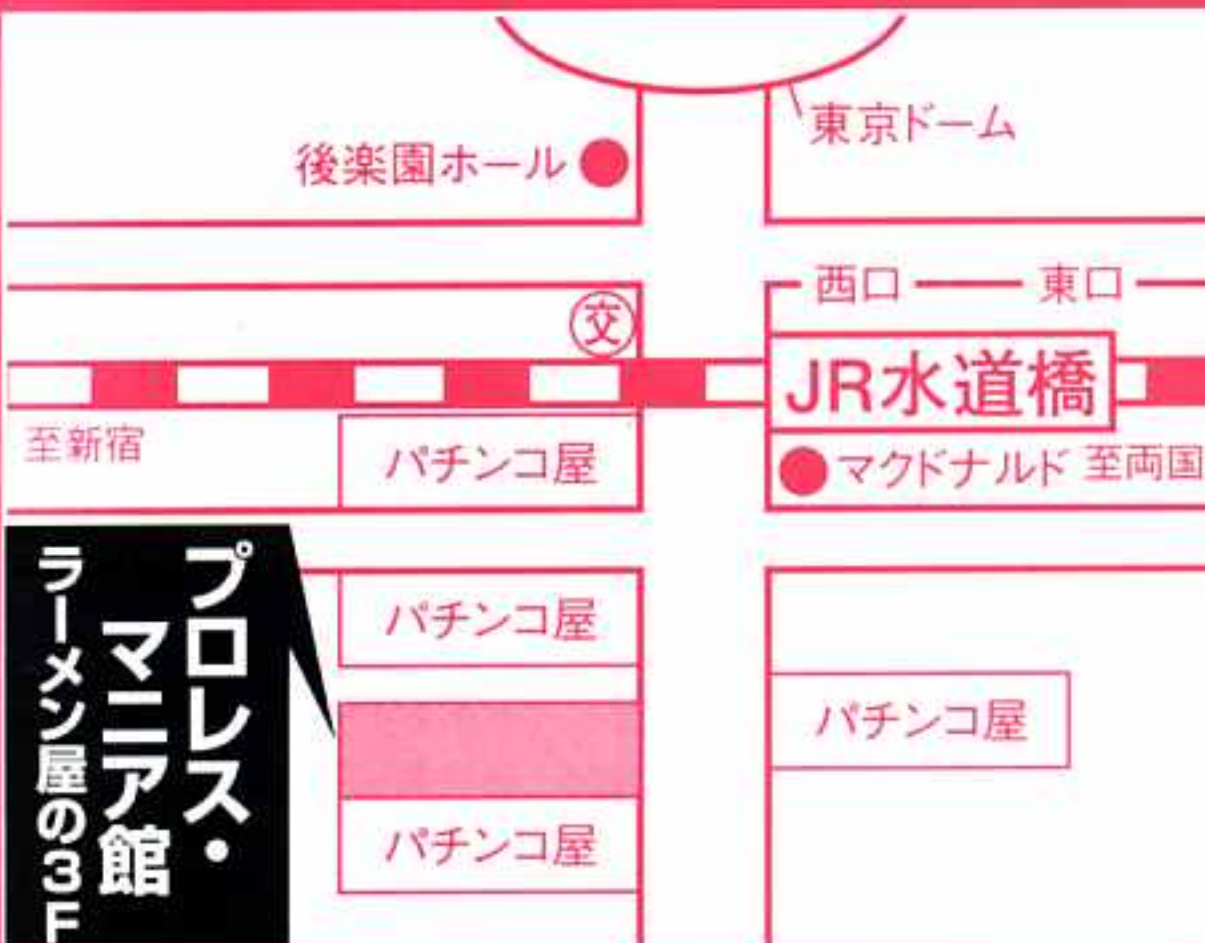 東京ドーム
後楽園ホール
西口
東口
交
JR水道橋
至新宿
パチンコ屋
マクドナルド
至両国
プロレス・
マニア館
ラーメン屋の3F
パチンコ屋
パチンコ屋
パチンコ屋